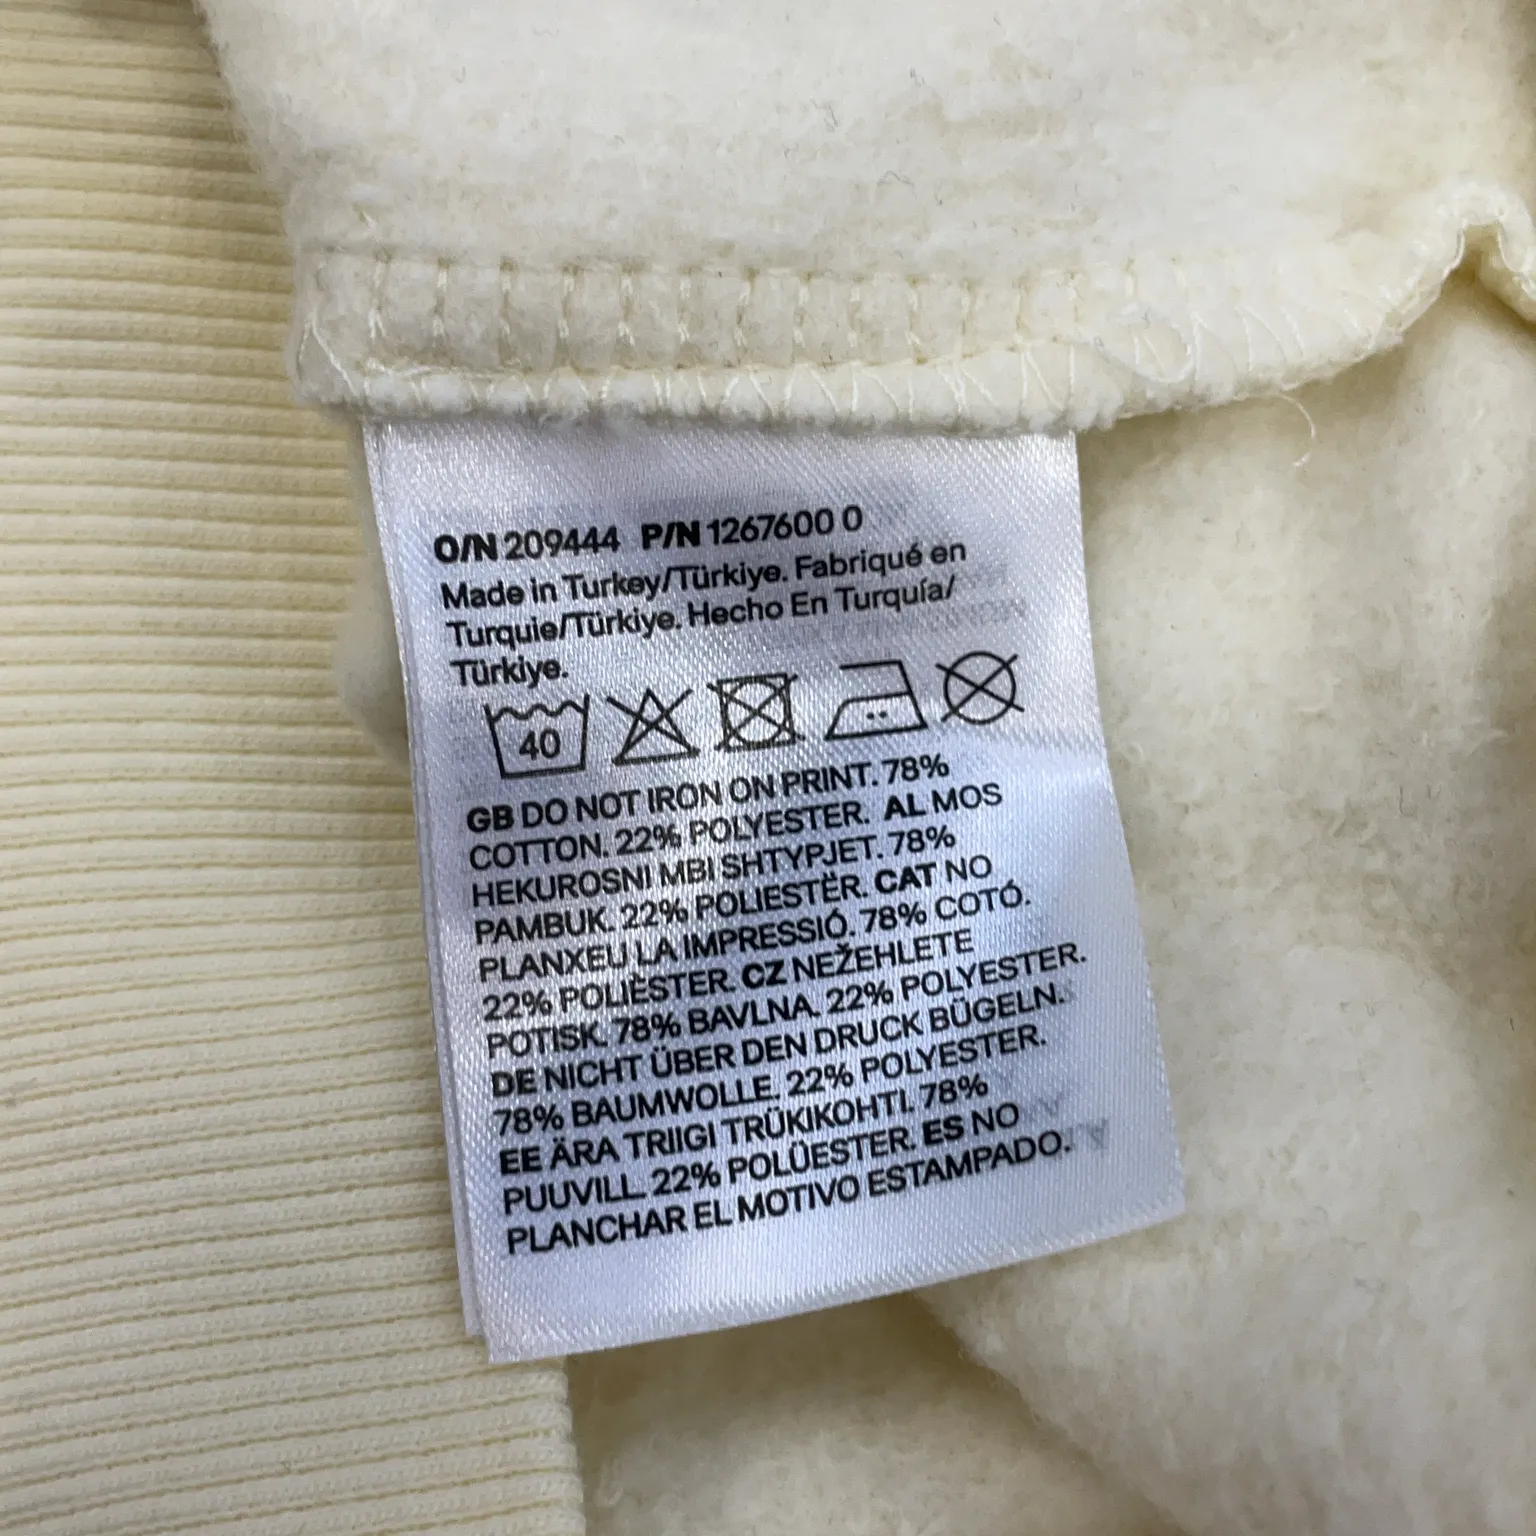 O/N 209444 P/N 1267600 0
Made in Turkey/Türkiye. Fabriqué en
Turquie/Türkiye. Hecho En Turquía/
Türkiye.
40
GB DO NOT IRON ON PRINT. 78%
COTTON. 22% POLYESTER. AL MOS
HEKUROSNI MBI SHTYPJET. 78%
PAMBUK. 22% POLIESTËR. CAT NO
PLANXEU LA IMPRESSIÓ. 78% COTÓ.
22% POLIÈSTER. CZ NEŽEHLETE
POTISK. 78% BAVLNA. 22% POLYESTER.
DE NICHT ÜBER DEN DRUCK BÜGELN.
78% BAUMWOLLE. 22% POLYESTER.
EE ÄRA TRIIGI TRÜKIKOHTI. 78%
PUUVILL. 22% POLÜESTER. ES NO
PLANCHAR EL MOTIVO ESTAMPADO.